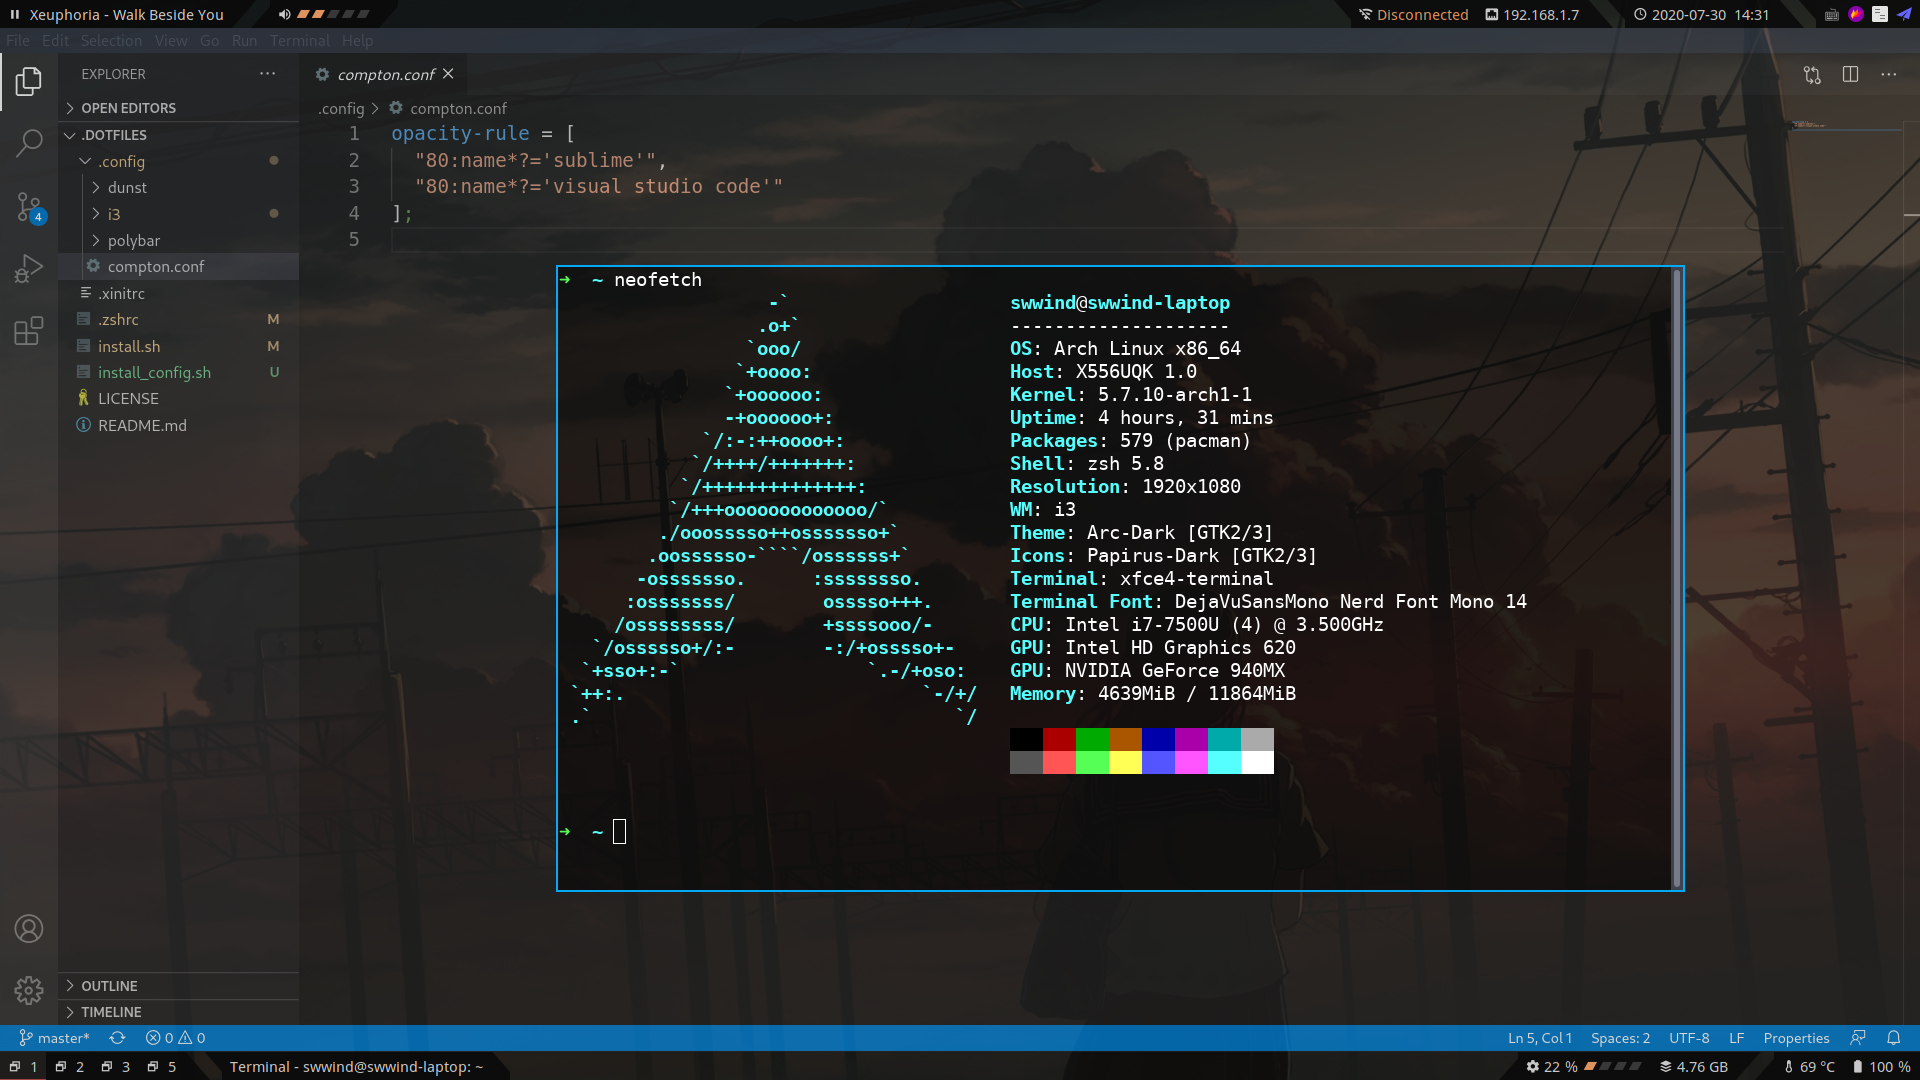 Xeuphoria - Walk Beside You
Disconnected 192.168.1.7 2020-07-30 14:31
File Edit Selection View Go Run Terminal Help
EXPLORER
compton.conf
OPEN EDITORS
.config > compton.conf
.DOTFILES
.config
dunst
i3
polybar
compton.conf
.xinitrc
.zshrc M
install.sh M
install_config.sh U
LICENSE
README.md
4
1 opacity-rule = [
2 "80:name*?='sublime'",
3 "80:name*?='visual studio code'"
4 ];
5
➜ ~ neofetch
-`
.o+`
`ooo/
`+oooo:
`+oooooo:
-+oooooo+:
`/:-:++oooo+:
`/++++/+++++++:
`/++++++++++++++:
`/+++ooooooooooooo/`
./ooosssso++osssssso+`
.oossssso-````/ossssss+`
-osssssso. :ssssssso.
:osssssss/ osssso+++.
/ossssssss/ +ssssooo/-
`/ossssso+/:- -:/+osssso+-
`+sso+:-` `.-/+oso:
`++:. `-/+/
.` `/
swwind@swwind-laptop
--------------------
OS: Arch Linux x86_64
Host: X556UQK 1.0
Kernel: 5.7.10-arch1-1
Uptime: 4 hours, 31 mins
Packages: 579 (pacman)
Shell: zsh 5.8
Resolution: 1920x1080
WM: i3
Theme: Arc-Dark [GTK2/3]
Icons: Papirus-Dark [GTK2/3]
Terminal: xfce4-terminal
Terminal Font: DejaVuSansMono Nerd Font Mono 14
CPU: Intel i7-7500U (4) @ 3.500GHz
GPU: Intel HD Graphics 620
GPU: NVIDIA GeForce 940MX
Memory: 4639MiB / 11864MiB
➜ ~
OUTLINE
TIMELINE
master* 0 0
Ln 5, Col 1 Spaces: 2 UTF-8 LF Properties
1 2 3 5 Terminal - swwind@swwind-laptop: ~
22 % 4.76 GB 69 °C 100 %